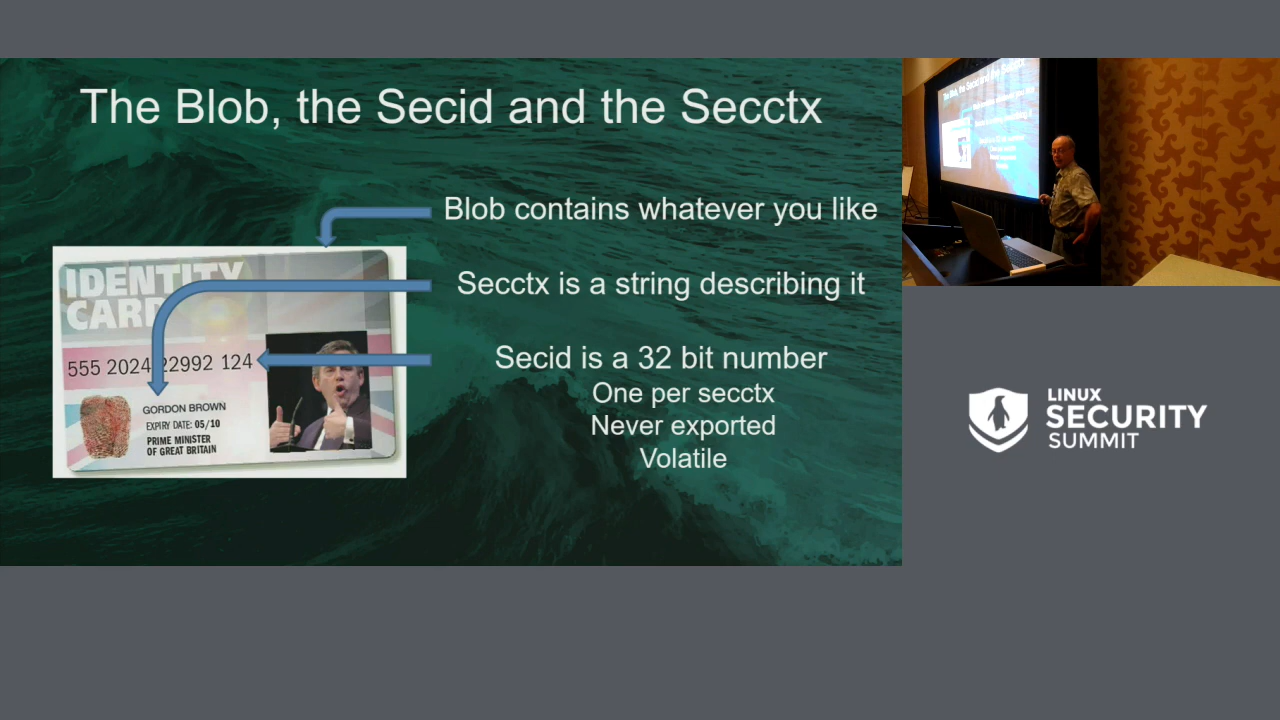 The Blob, the Secid and the Secctx
Blob contains whatever you like
Secctx is a string describing it
Secid is a 32 bit number
One per secctx
Never exported
Volatile
IDENTITY
CARD
555 2024 22992 124
GORDON BROWN
EXPIRY DATE: 05/10
PRIME MINISTER
OF GREAT BRITAIN
LINUX
SECURITY
SUMMIT